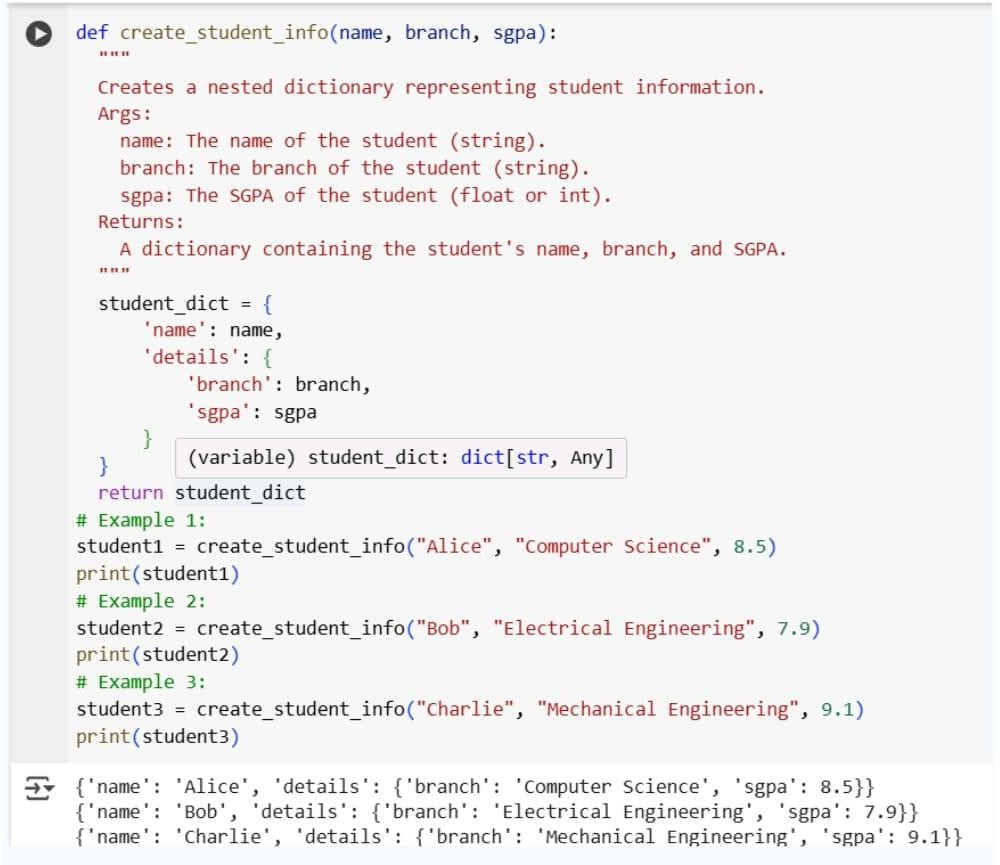 def create_student_info(name, branch, sgpa):
  """
  Creates a nested dictionary representing student information.
  Args:
    name: The name of the student (string).
    branch: The branch of the student (string).
    sgpa: The SGPA of the student (float or int).
  Returns:
    A dictionary containing the student's name, branch, and SGPA.
  """
  student_dict = {
      'name': name,
      'details': {
          'branch': branch,
          'sgpa': sgpa
      }
(variable) student_dict: dict[str, Any]
  }
  return student_dict
# Example 1:
student1 = create_student_info("Alice", "Computer Science", 8.5)
print(student1)
# Example 2:
student2 = create_student_info("Bob", "Electrical Engineering", 7.9)
print(student2)
# Example 3:
student3 = create_student_info("Charlie", "Mechanical Engineering", 9.1)
print(student3)
{'name': 'Alice', 'details': {'branch': 'Computer Science', 'sgpa': 8.5}}
{'name': 'Bob', 'details': {'branch': 'Electrical Engineering', 'sgpa': 7.9}}
{'name': 'Charlie', 'details': {'branch': 'Mechanical Engineering', 'sgpa': 9.1}}